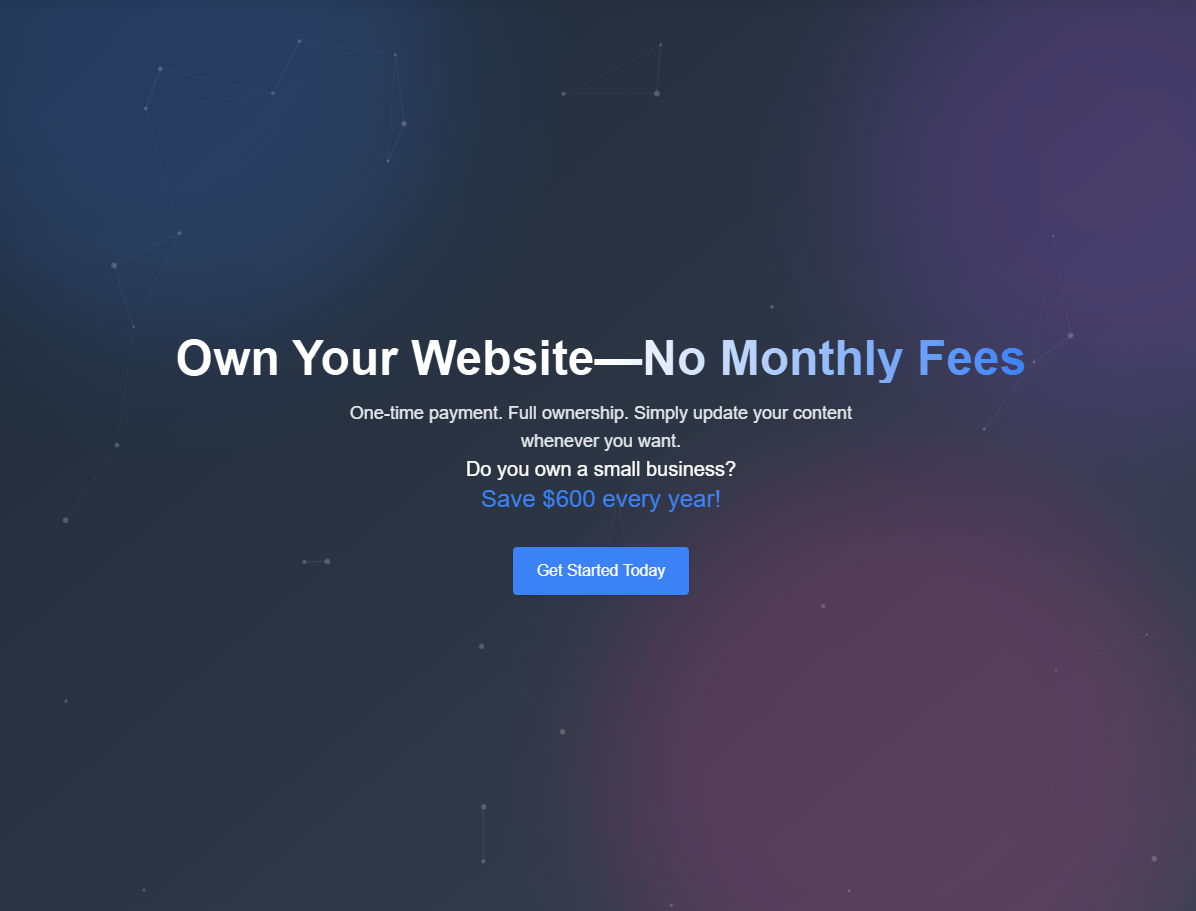 Own Your Website—No Monthly Fees
One-time payment. Full ownership. Simply update your content
whenever you want.
Do you own a small business?
Save $600 every year!
Get Started Today